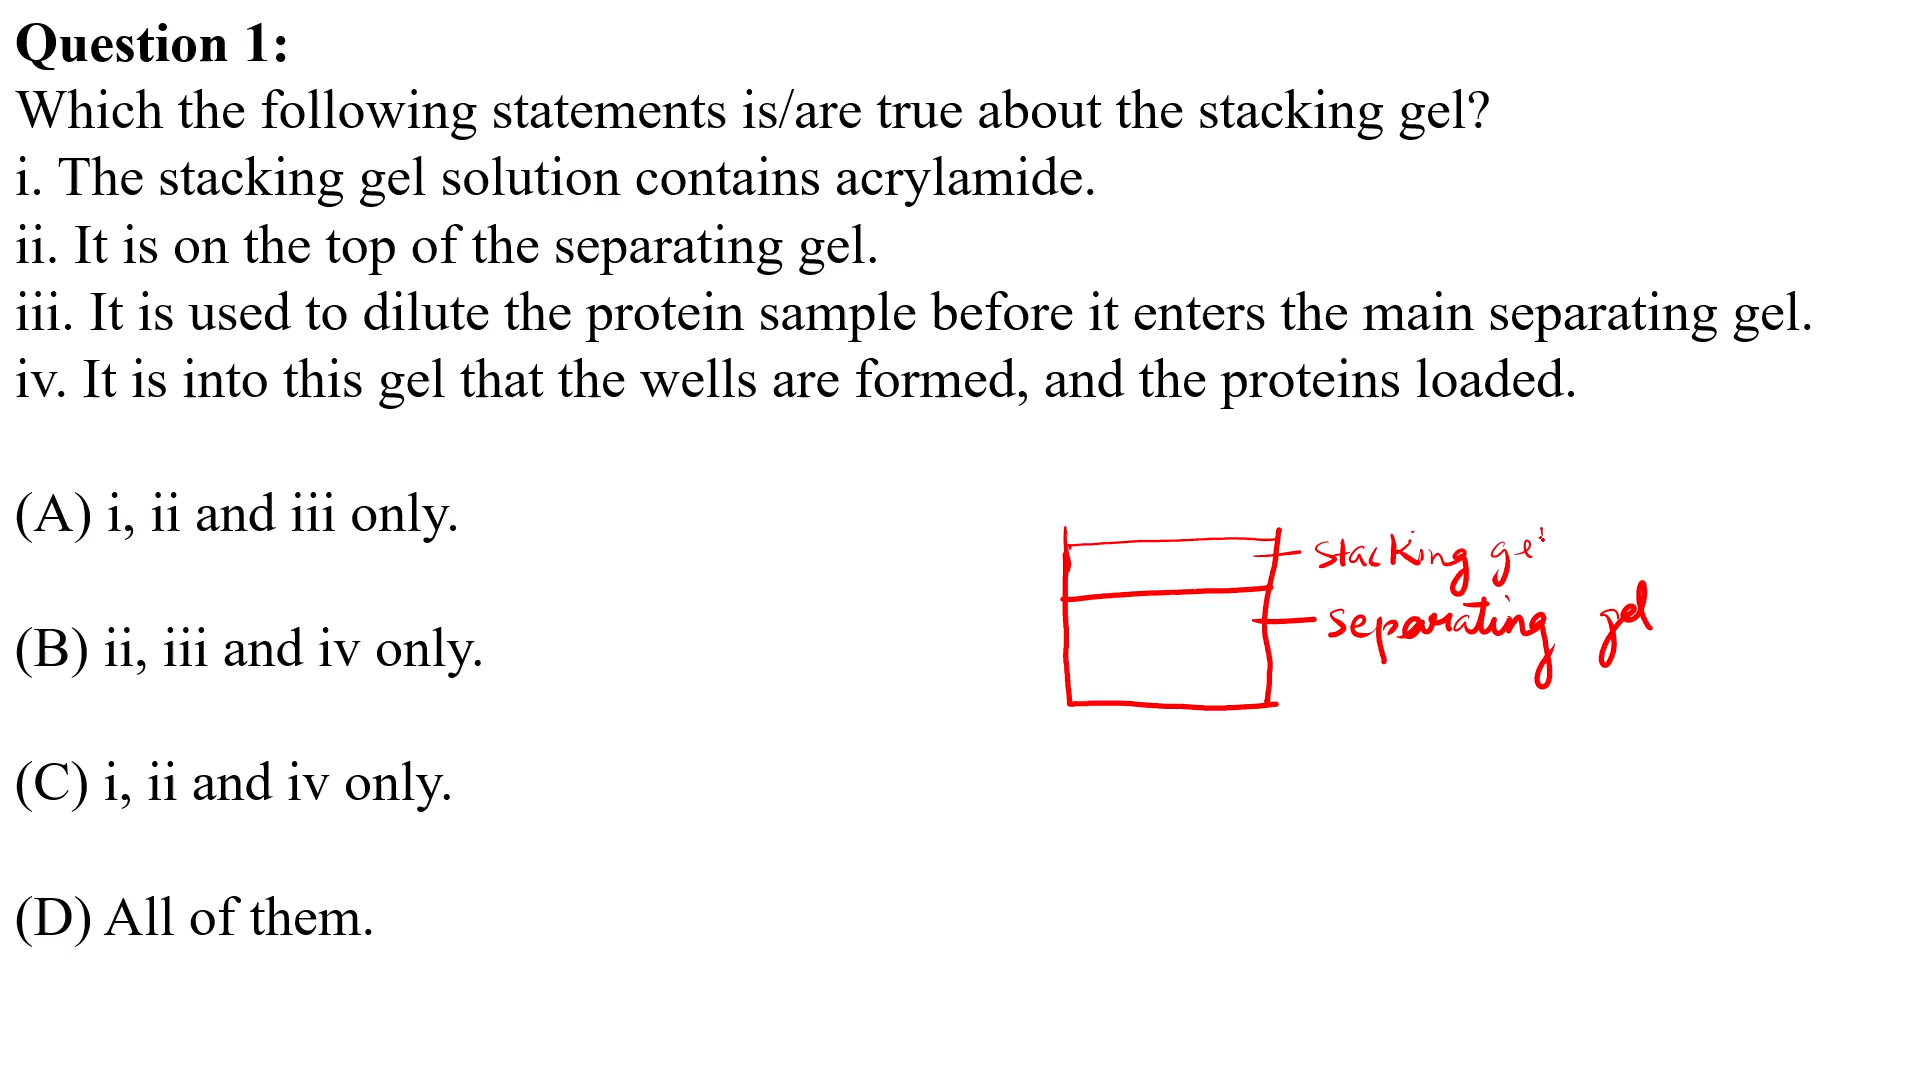 Question 1:
Which the following statements is/are true about the stacking gel?
i. The stacking gel solution contains acrylamide.
ii. It is on the top of the separating gel.
iii. It is used to dilute the protein sample before it enters the main separating gel.
iv. It is into this gel that the wells are formed, and the proteins loaded.
(A) i, ii and iii only.
stacking gel
separating gel
(B) ii, iii and iv only.
(C) i, ii and iv only.
(D) All of them.